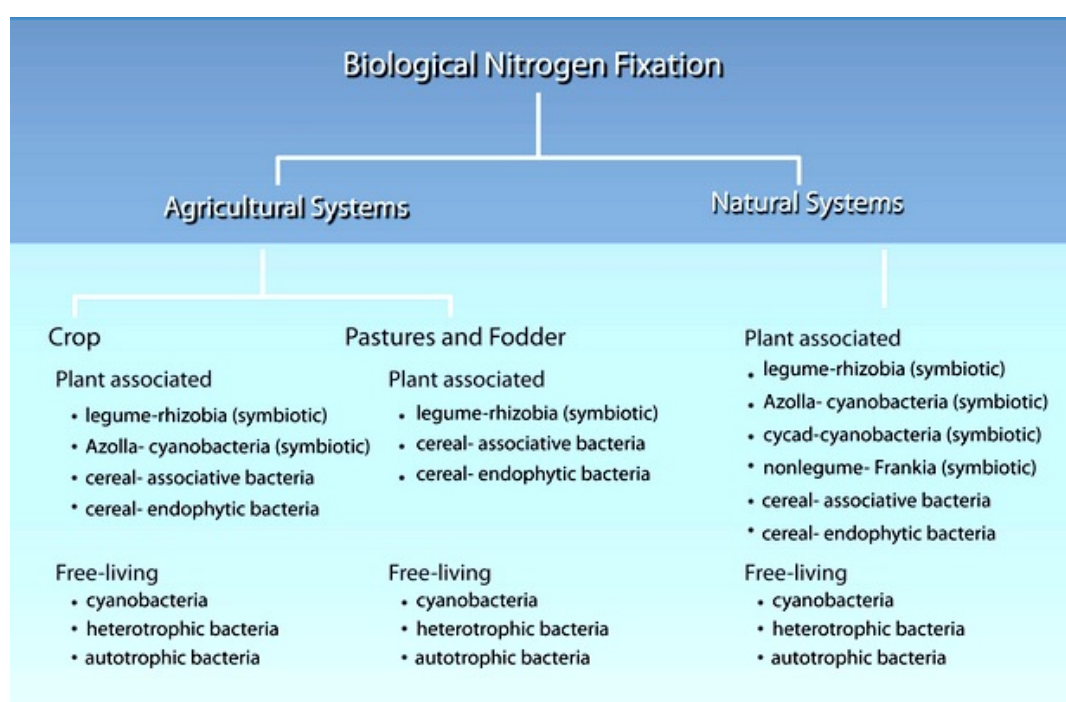 Biological Nitrogen Fixation
Agricultural Systems
Natural Systems
Crop
Plant associated
• legume-rhizobia (symbiotic)
• Azolla- cyanobacteria (symbiotic)
• cereal- associative bacteria
• cereal- endophytic bacteria
Free-living
• cyanobacteria
• heterotrophic bacteria
• autotrophic bacteria
Pastures and Fodder
Plant associated
• legume-rhizobia (symbiotic)
• cereal- associative bacteria
• cereal- endophytic bacteria
Free-living
• cyanobacteria
• heterotrophic bacteria
• autotrophic bacteria
Plant associated
• legume-rhizobia (symbiotic)
• Azolla- cyanobacteria (symbiotic)
• cycad-cyanobacteria (symbiotic)
• nonlegume- Frankia (symbiotic)
• cereal- associative bacteria
• cereal- endophytic bacteria
Free-living
• cyanobacteria
• heterotrophic bacteria
• autotrophic bacteria